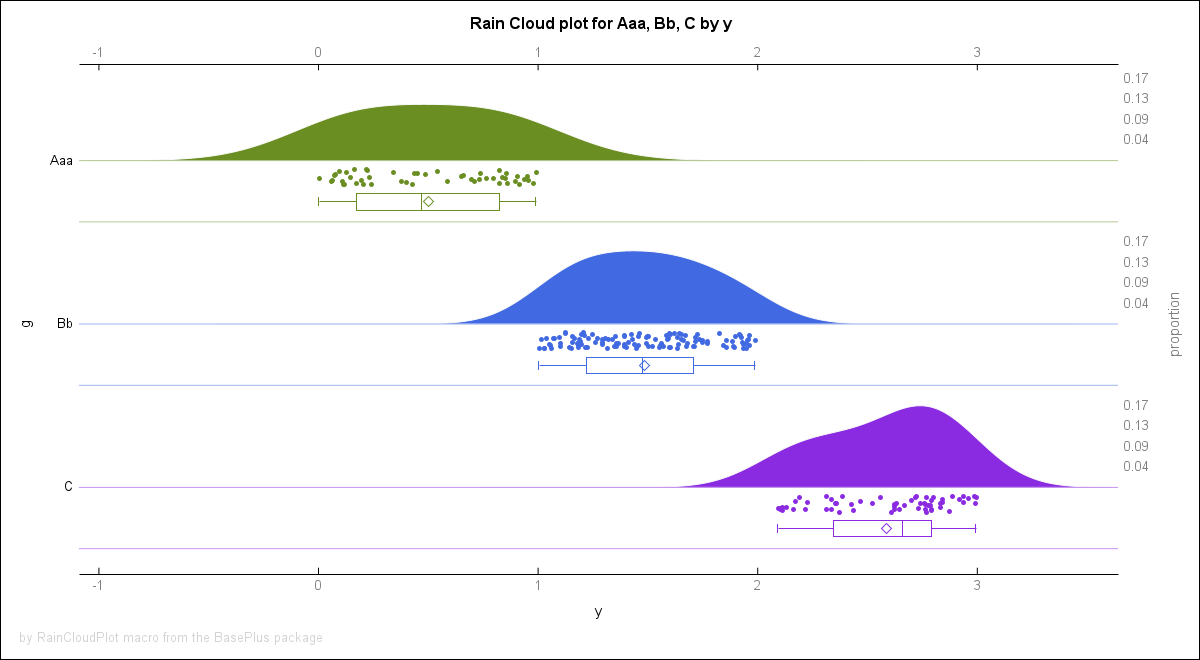 Rain Cloud plot for Aaa, Bb, C by y
-1 0 1 2 3
0.17
0.13
0.09
0.04
Aaa
0.17
0.13
0.09
0.04
Bb
g
proportion
0.17
0.13
0.09
0.04
C
-1 0 1 2 3
y
by RainCloudPlot macro from the BasePlus package